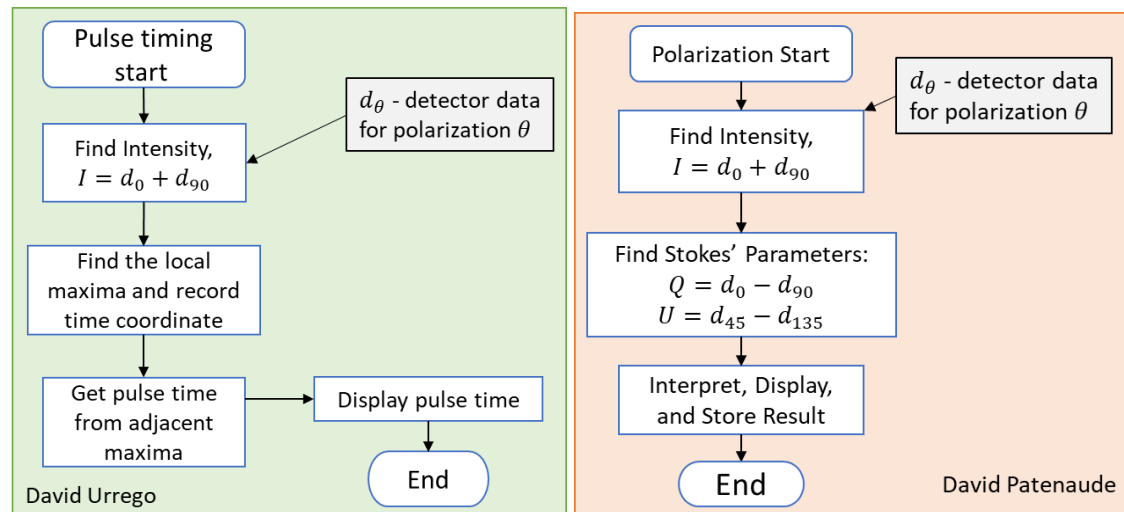 Pulse timing
start
d_θ - detector data
for polarization θ
Find Intensity,
I = d_0 + d_90
Find the local
maxima and record
time coordinate
Get pulse time
from adjacent
maxima
Display pulse time
End
David Urrego
Polarization Start
d_θ - detector data
for polarization θ
Find Intensity,
I = d_0 + d_90
Find Stokes’ Parameters:
Q = d_0 − d_90
U = d_45 − d_135
Interpret, Display,
and Store Result
End
David Patenaude